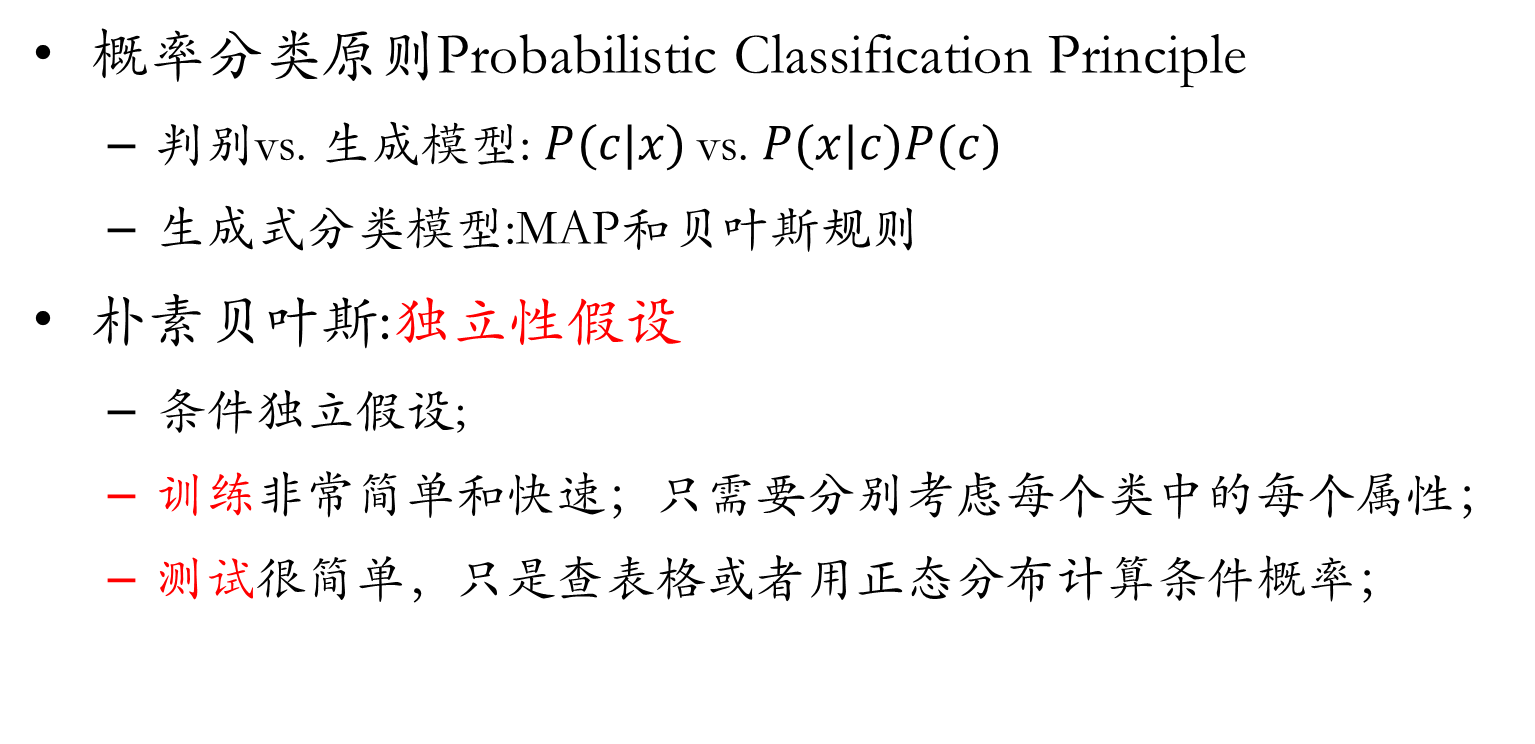 • 概率分类原则Probabilistic Classification Principle
– 判别vs. 生成模型: P(c|x) vs. P(x|c)P(c)
– 生成式分类模型:MAP和贝叶斯规则
• 朴素贝叶斯:独立性假设
– 条件独立假设;
– 训练非常简单和快速；只需要分别考虑每个类中的每个属性；
– 测试很简单，只是查表格或者用正态分布计算条件概率；